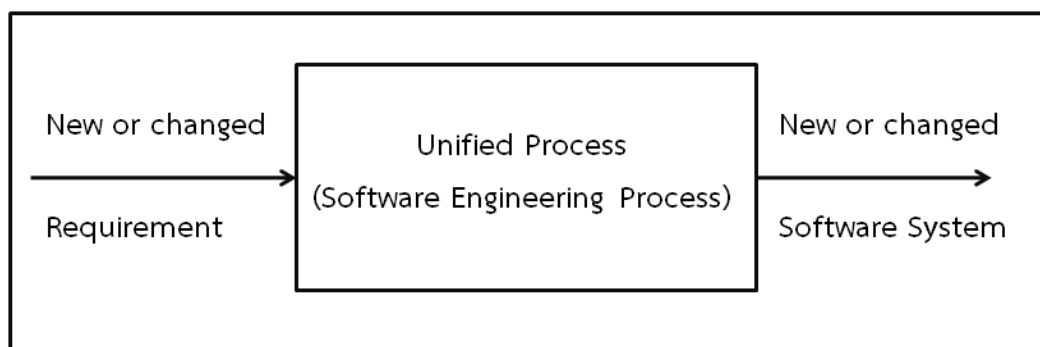 New or changed
Requirement
Unified Process
(Software Engineering Process)
New or changed
Software System